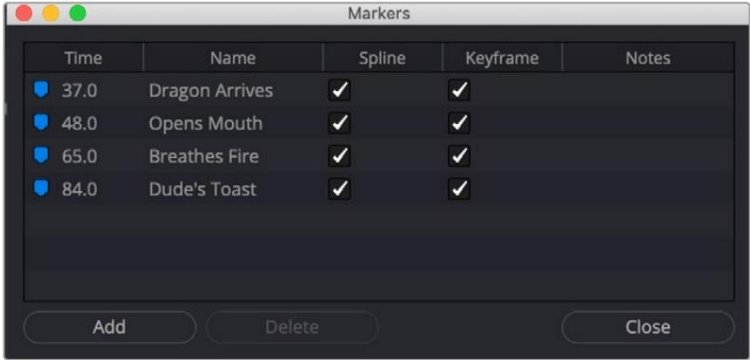 Markers
Time Name Spline Keyframe Notes
37.0 Dragon Arrives
48.0 Opens Mouth
65.0 Breathes Fire
84.0 Dude's Toast
Add Delete Close